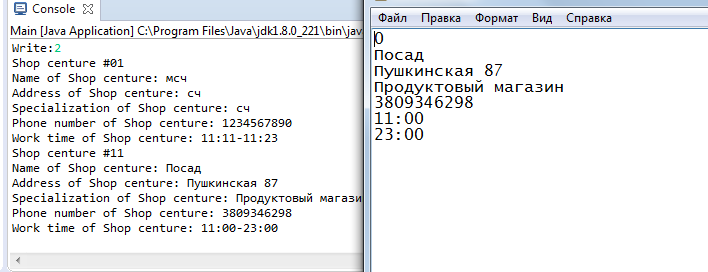 Console
Main [Java Application] C:\Program Files\Java\jdk1.8.0_221\bin\jav
Write:2
Shop centure #01
Name of Shop centure: мсч
Address of Shop centure: сч
Specialization of Shop centure: сч
Phone number of Shop centure: 1234567890
Work time of Shop centure: 11:11-11:23
Shop centure #11
Name of Shop centure: Посад
Address of Shop centure: Пушкинская 87
Specialization of Shop centure: Продуктовый магази
Phone number of Shop centure: 3809346298
Work time of Shop centure: 11:00-23:00
Файл Правка Формат Вид Справка
0
Посад
Пушкинская 87
Продуктовый магазин
3809346298
11:00
23:00